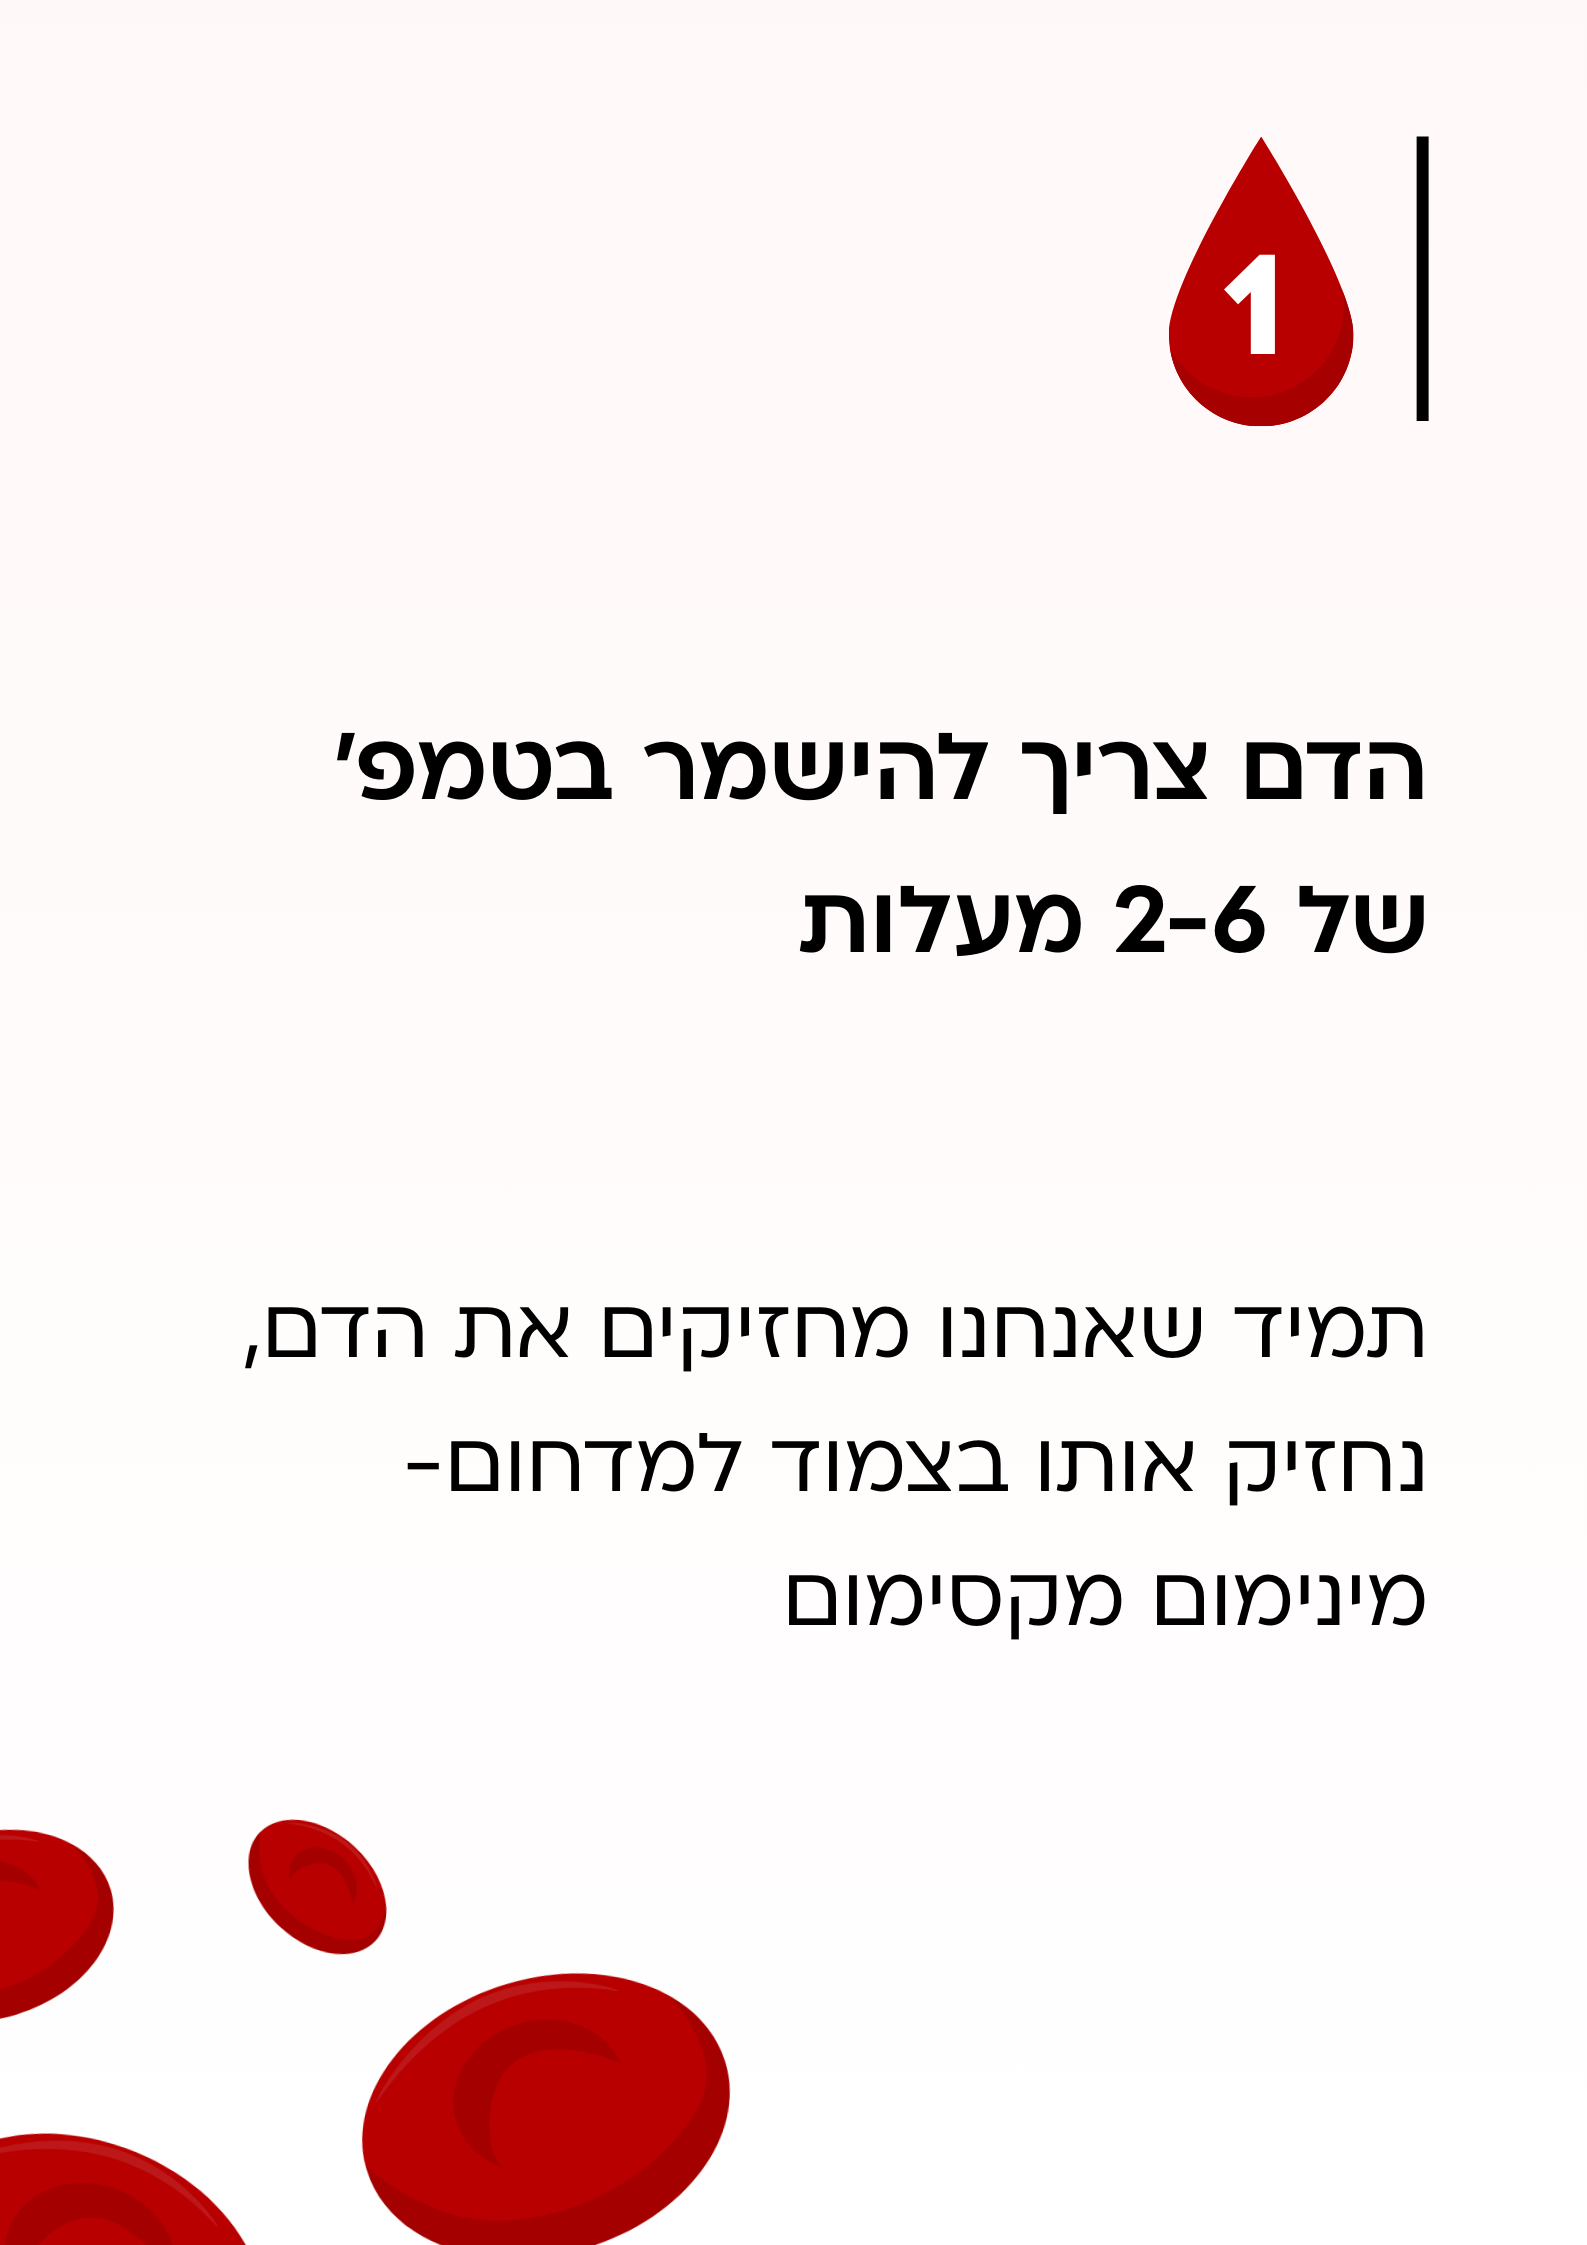 1
הדם צריך להישמר בטמפ'
של 2-6 מעלות
תמיד שאנחנו מחזיקים את הדם,
נחזיק אותו בצמוד למדחום-
מינימום מקסימום